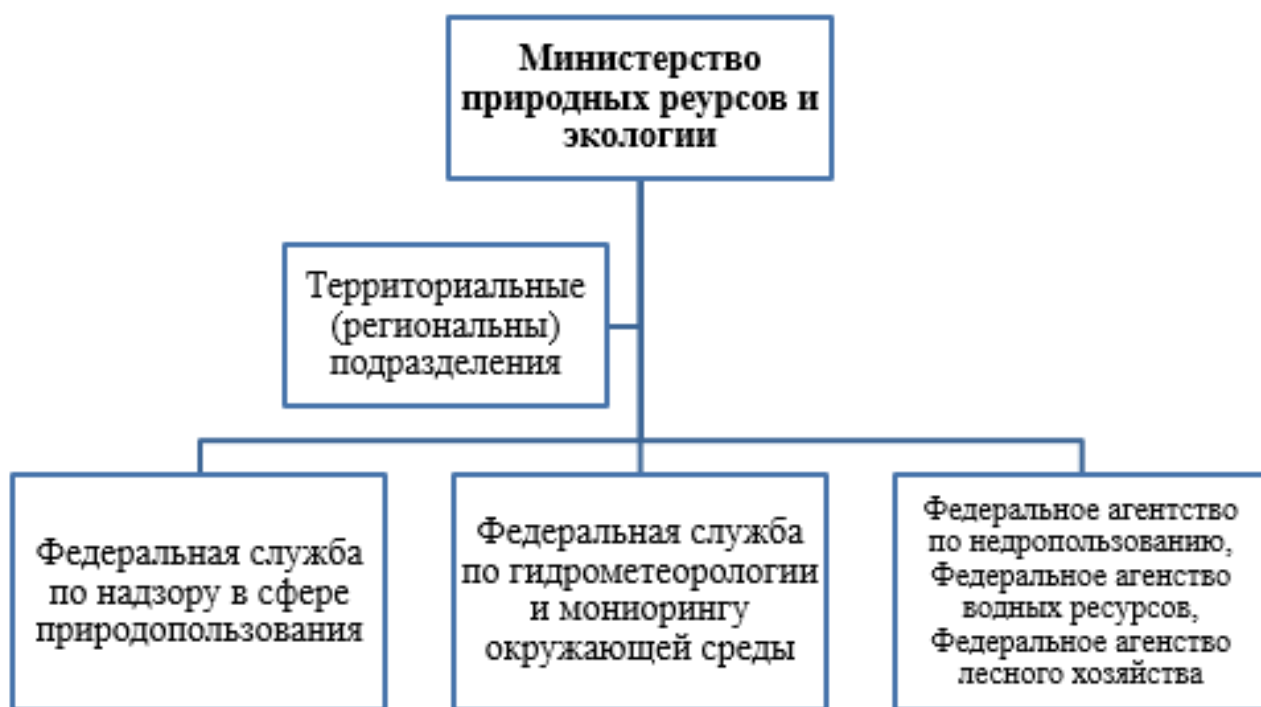 Министерство
природных реурсов и
экологии
Территориальные
(региональны)
подразделения
Федеральная служба
по надзору в сфере
природопользования
Федеральная служба
по гидрометеорологии
и мониорингу
окружающей среды
Федеральное агентство
по недропользованию,
Федеральное агенство
водных ресурсов,
Федеральное агенство
лесного хозяйства